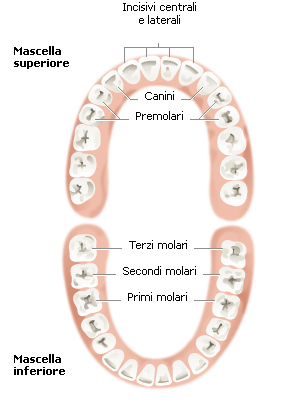 Incisivi centrali
e laterali
Mascella
superiore
Canini
Premolari
Terzi molari
Secondi molari
Primi molari
Mascella
inferiore